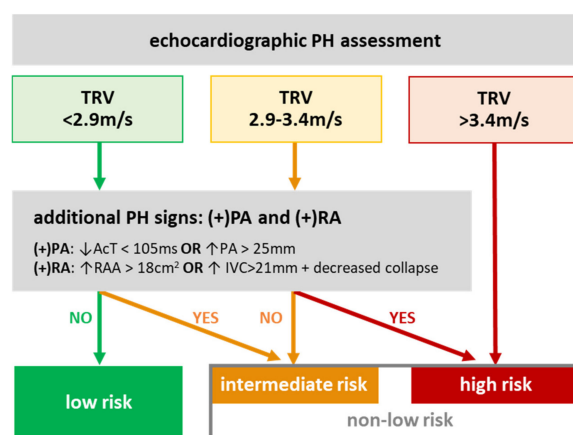 echocardiographic PH assessment
TRV
<2.9m/s
TRV
2.9-3.4m/s
TRV
>3.4m/s
additional PH signs: (+)PA and (+)RA
(+)PA: ↓AcT < 105ms OR ↑PA > 25mm
(+)RA: ↑RAA > 18cm² OR ↑ IVC>21mm + decreased collapse
NO
YES
NO
YES
low risk
intermediate risk
high risk
non-low risk